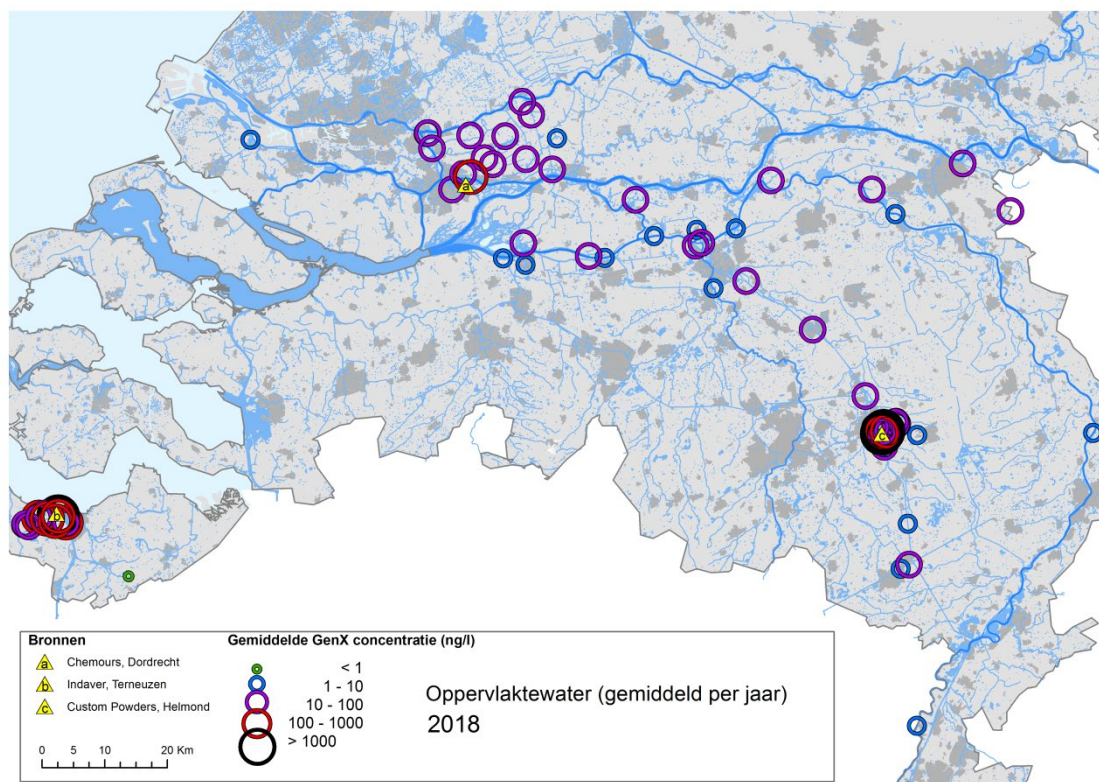 a
b
c
Bronnen
a Chemours, Dordrecht
b Indaver, Terneuzen
c Custom Powders, Helmond
0 5 10 20 Km
Gemiddelde GenX concentratie (ng/l)
< 1
1 - 10
10 - 100
100 - 1000
> 1000
Oppervlaktewater (gemiddeld per jaar)
2018